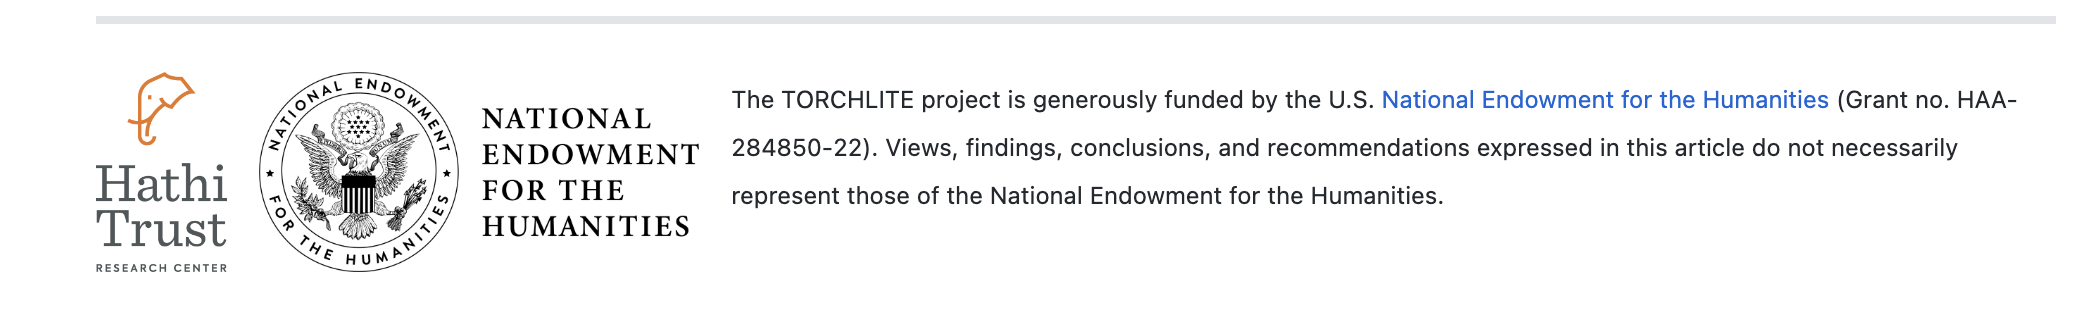 Hathi
Trust
RESEARCH CENTER
NATIONAL ENDOWMENT
FOR THE HUMANITIES
NATIONAL
ENDOWMENT
FOR THE
HUMANITIES
The TORCHLITE project is generously funded by the U.S. National Endowment for the Humanities (Grant no. HAA-
284850-22). Views, findings, conclusions, and recommendations expressed in this article do not necessarily
represent those of the National Endowment for the Humanities.